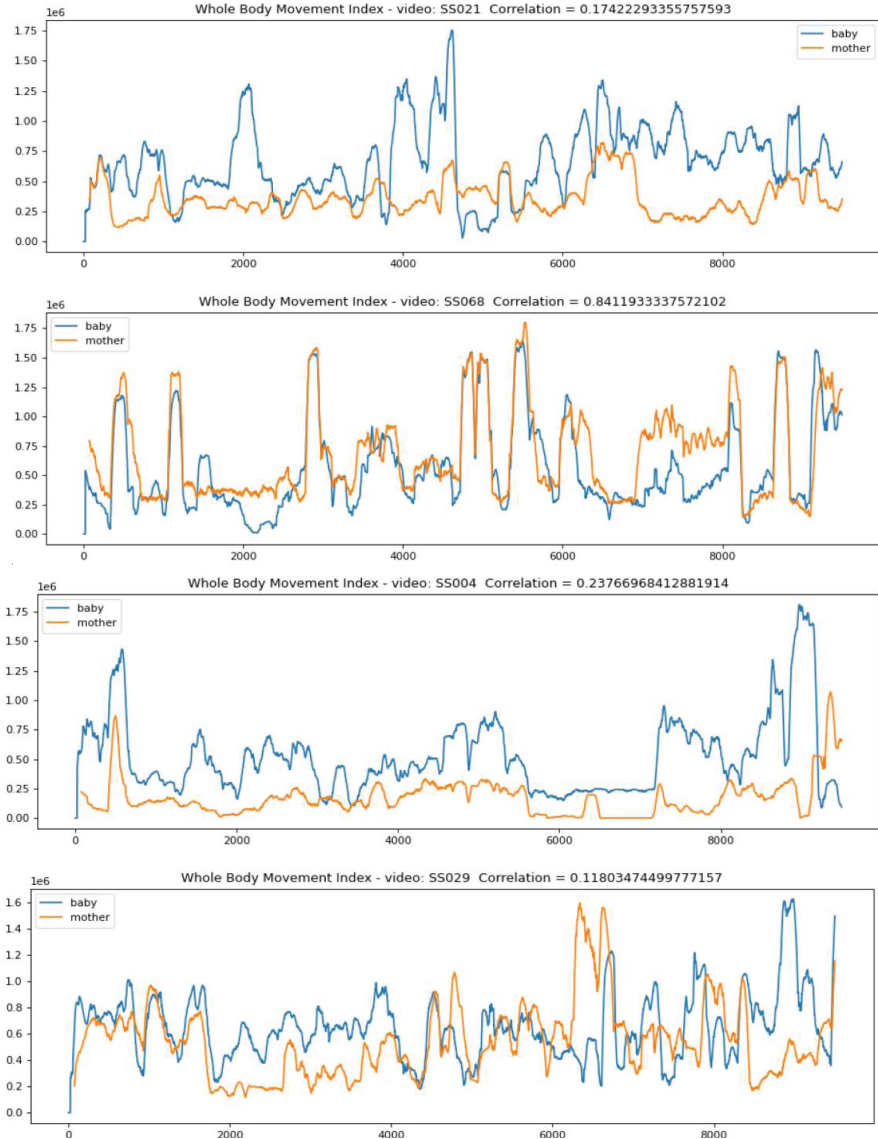 Whole Body Movement Index - video: SS021 Correlation = 0.17422293355757593
1e6
baby
mother
1.75
1.50
1.25
1.00
0.75
0.50
0.25
0.00
0 2000 4000 6000 8000
Whole Body Movement Index - video: SS068 Correlation = 0.8411933337572102
1e6
baby
mother
1.75
1.50
1.25
1.00
0.75
0.50
0.25
0.00
0 2000 4000 6000 8000
Whole Body Movement Index - video: SS004 Correlation = 0.23766968412881914
1e6
baby
mother
1.75
1.50
1.25
1.00
0.75
0.50
0.25
0.00
0 2000 4000 6000 8000
Whole Body Movement Index - video: SS029 Correlation = 0.11803474499777157
1e6
baby
mother
1.6
1.4
1.2
1.0
0.8
0.6
0.4
0.2
0.0
0 2000 4000 6000 8000